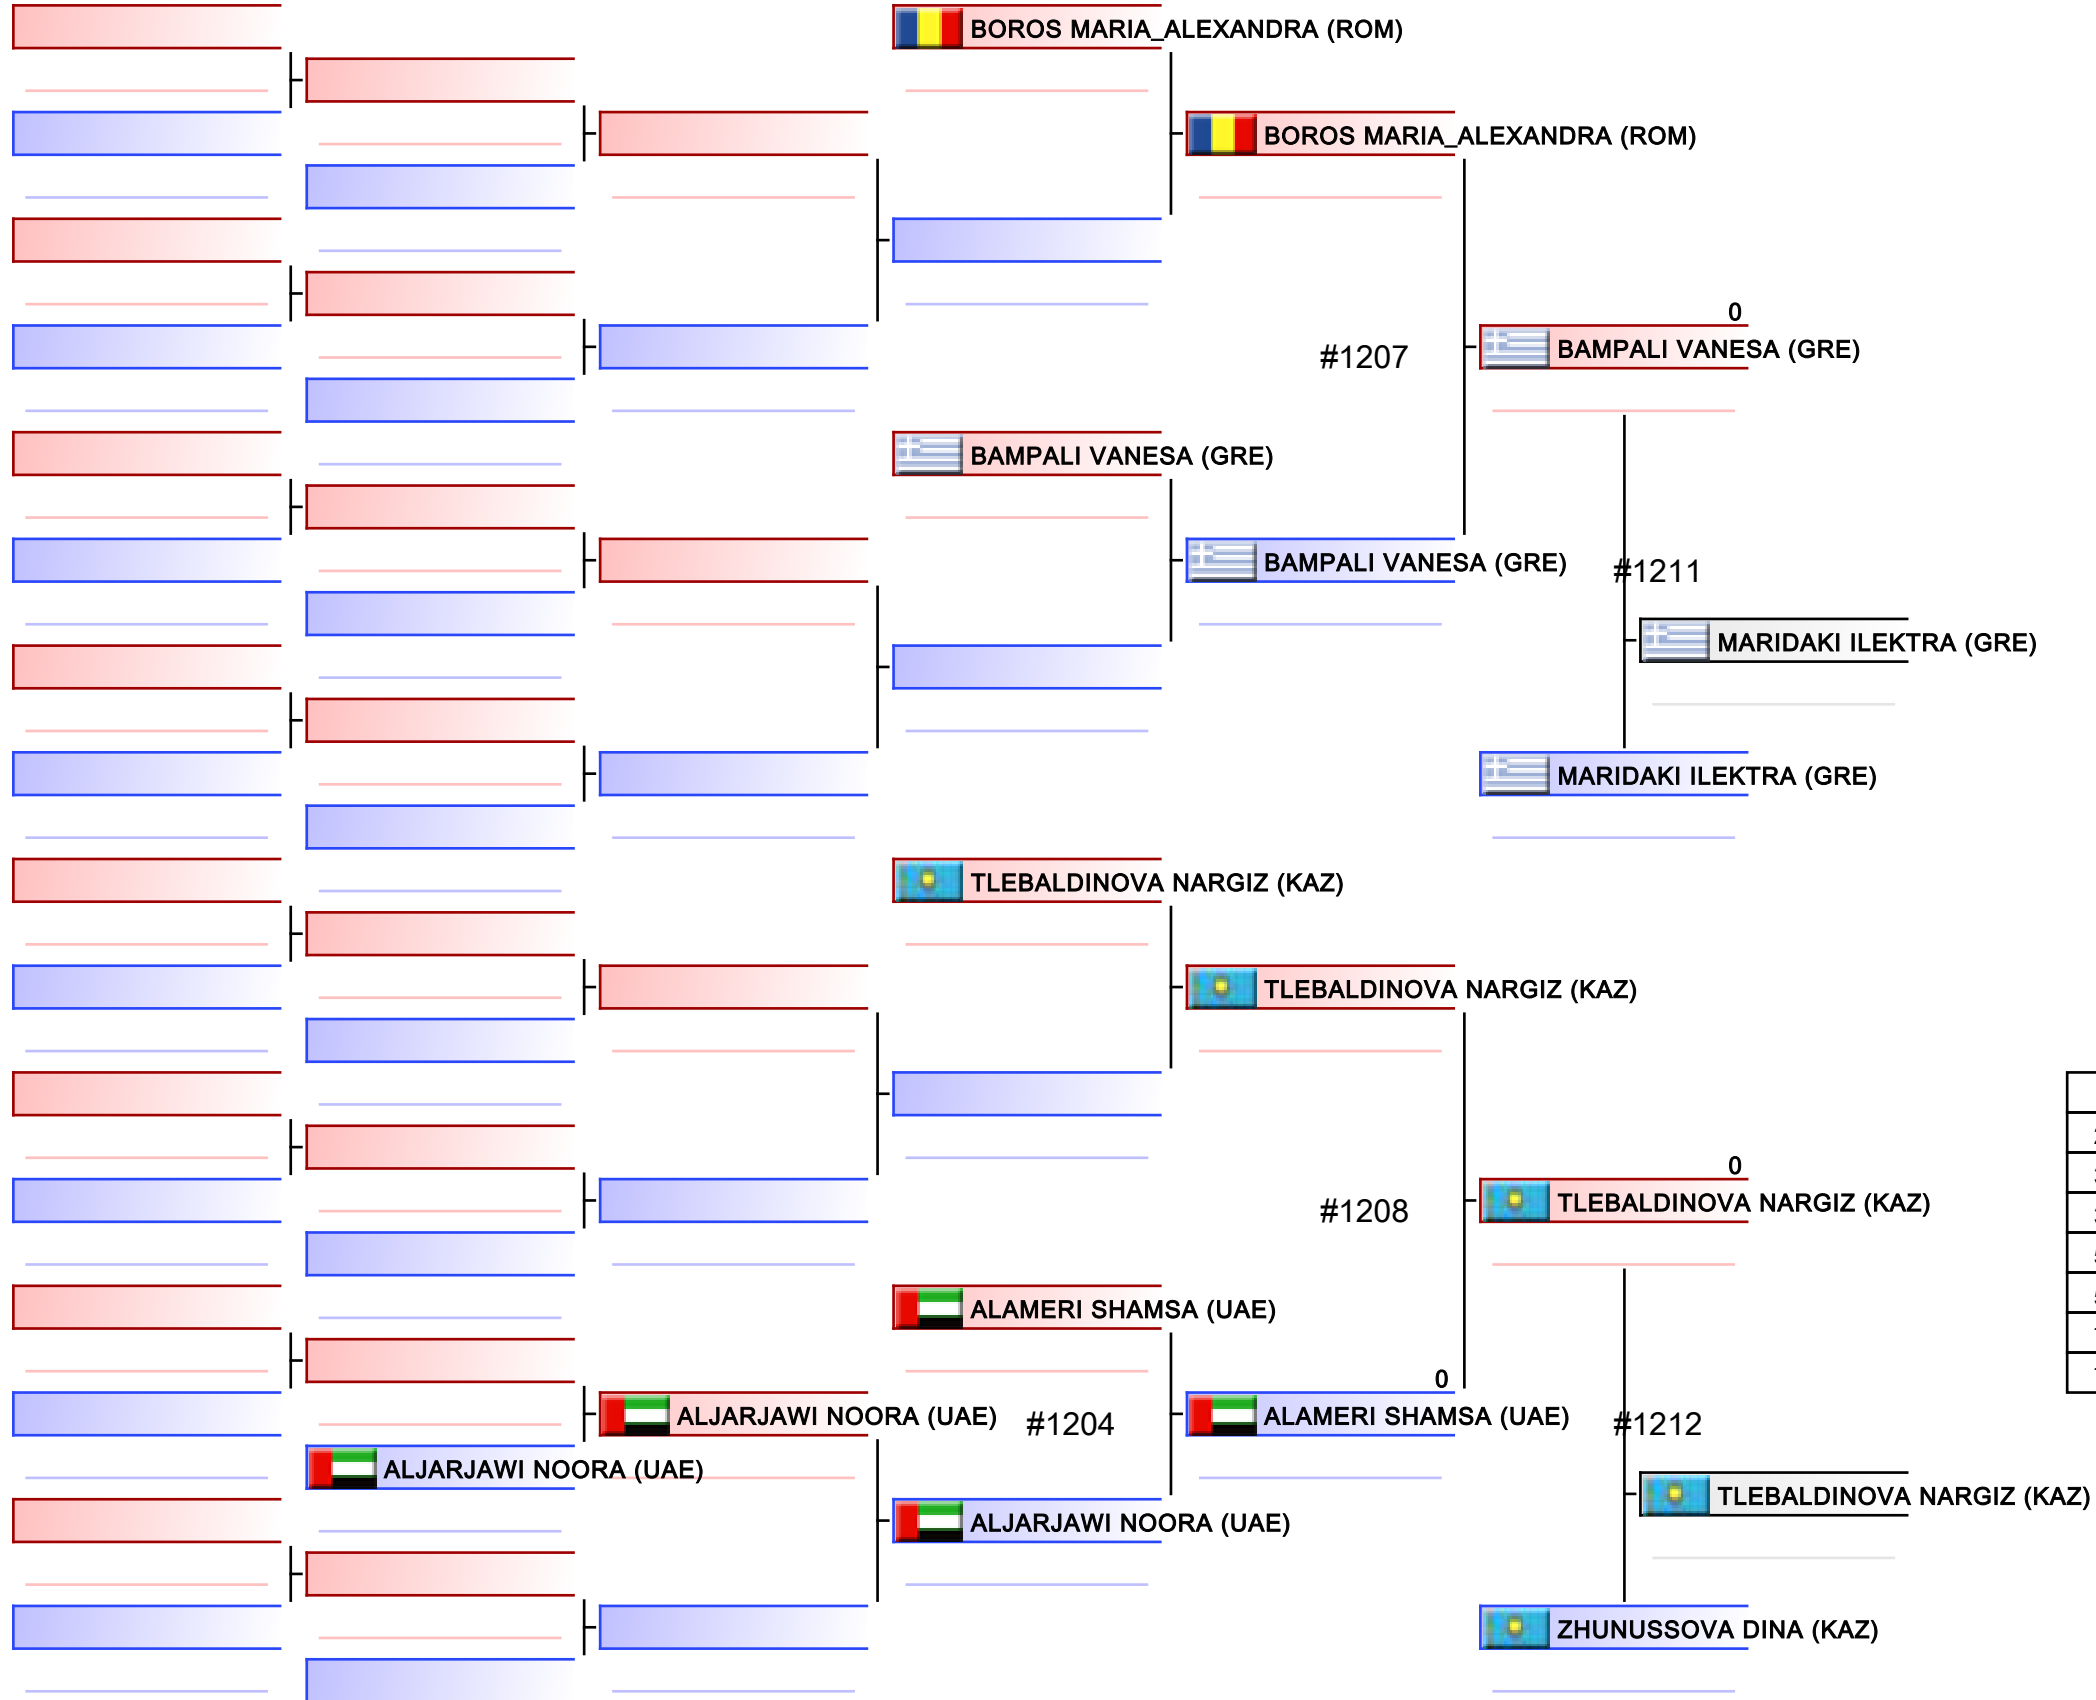 BOROS MARIA_ALEXANDRA (ROM)
BOROS MARIA_ALEXANDRA (ROM)
0
BAMPALI VANESA (GRE)
#1207
BAMPALI VANESA (GRE)
BAMPALI VANESA (GRE)
#1211
MARIDAKI ILEKTRA (GRE)
MARIDAKI ILEKTRA (GRE)
TLEBALDINOVA NARGIZ (KAZ)
TLEBALDINOVA NARGIZ (KAZ)
0
TLEBALDINOVA NARGIZ (KAZ)
#1208
ALAMERI SHAMSA (UAE)
0
ALJARJAWI NOORA (UAE)
#1204
ALAMERI SHAMSA (UAE)
#1212
ALJARJAWI NOORA (UAE)
TLEBALDINOVA NARGIZ (KAZ)
ALJARJAWI NOORA (UAE)
ZHUNUSSOVA DINA (KAZ)